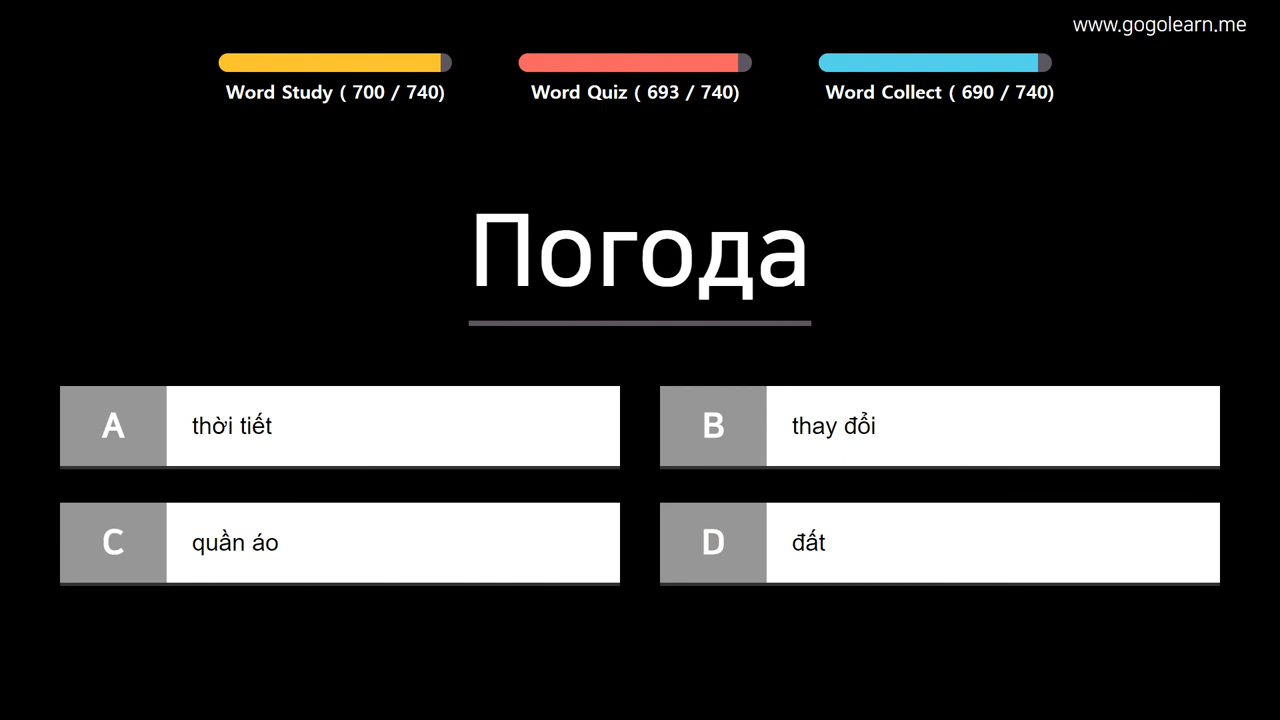 www.gogolearn.me
Word Study ( 700 / 740)
Word Quiz ( 693 / 740)
Word Collect ( 690 / 740)
Погода
A thời tiết
B thay đổi
C quần áo
D đất